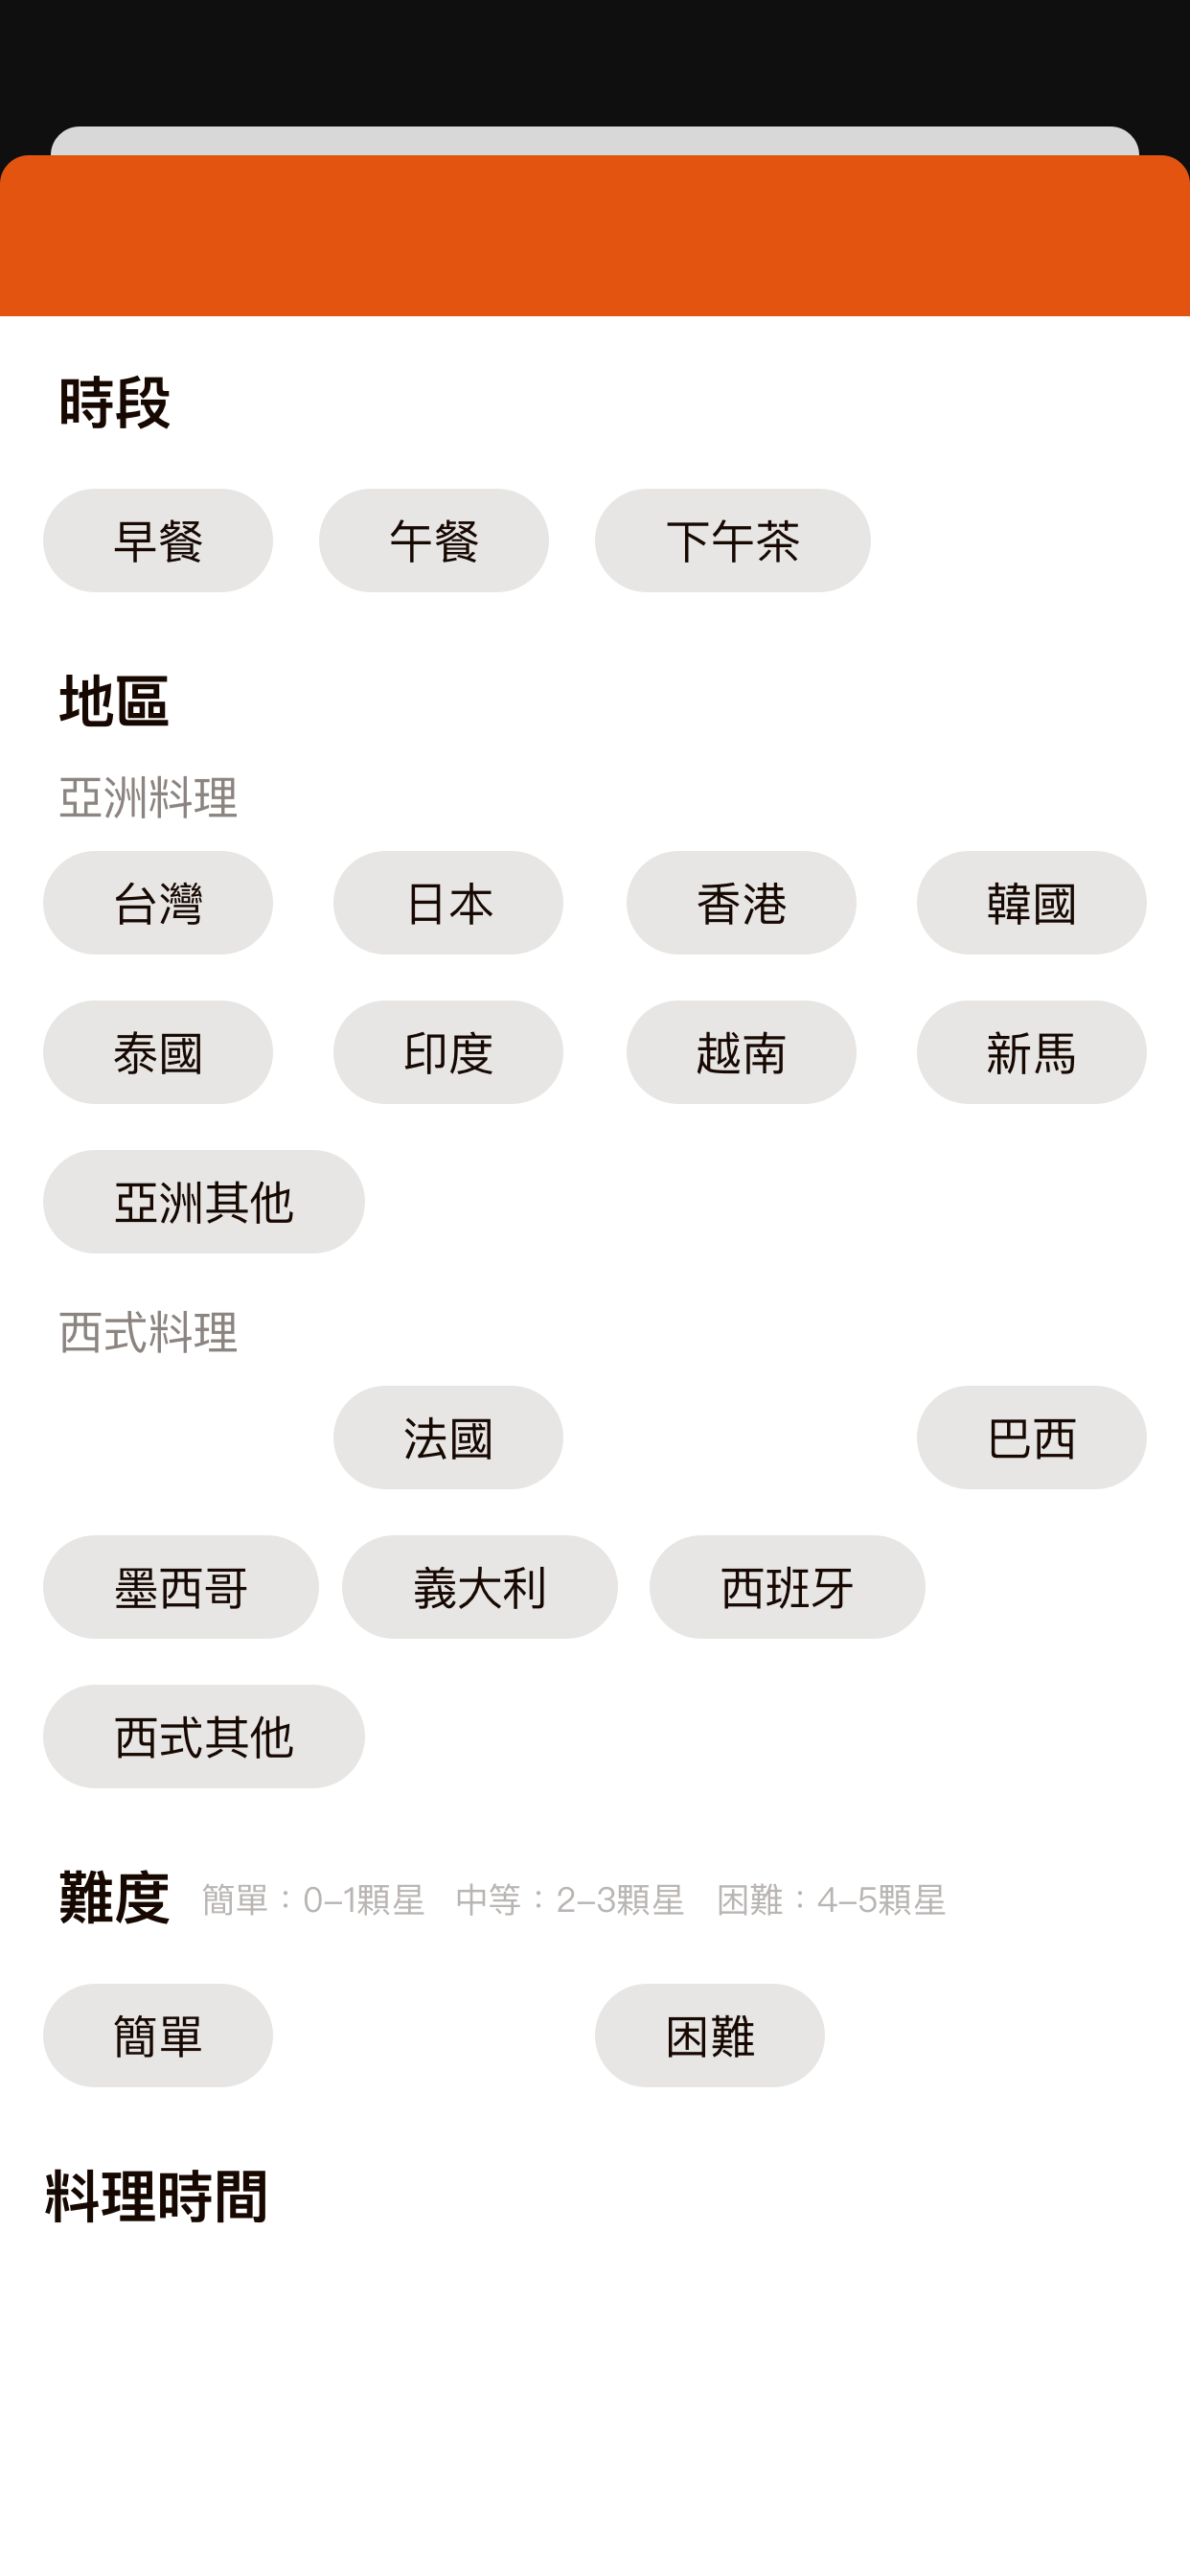 時段
早餐 午餐 下午茶
地區
亞洲料理
台灣 日本 香港 韓國
泰國 印度 越南 新馬
亞洲其他
西式料理
法國 巴西
墨西哥 義大利 西班牙
西式其他
難度 簡單：0–1顆星 中等：2–3顆星 困難：4–5顆星
簡單 困難
料理時間